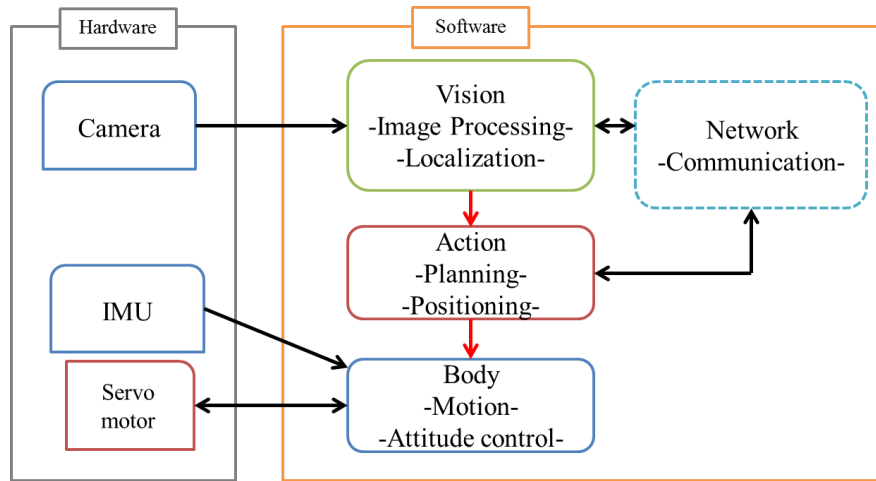 Hardware
Software
Camera
Vision
-Image Processing-
-Localization-
Network
-Communication-
Action
-Planning-
-Positioning-
IMU
Servo
motor
Body
-Motion-
-Attitude control-